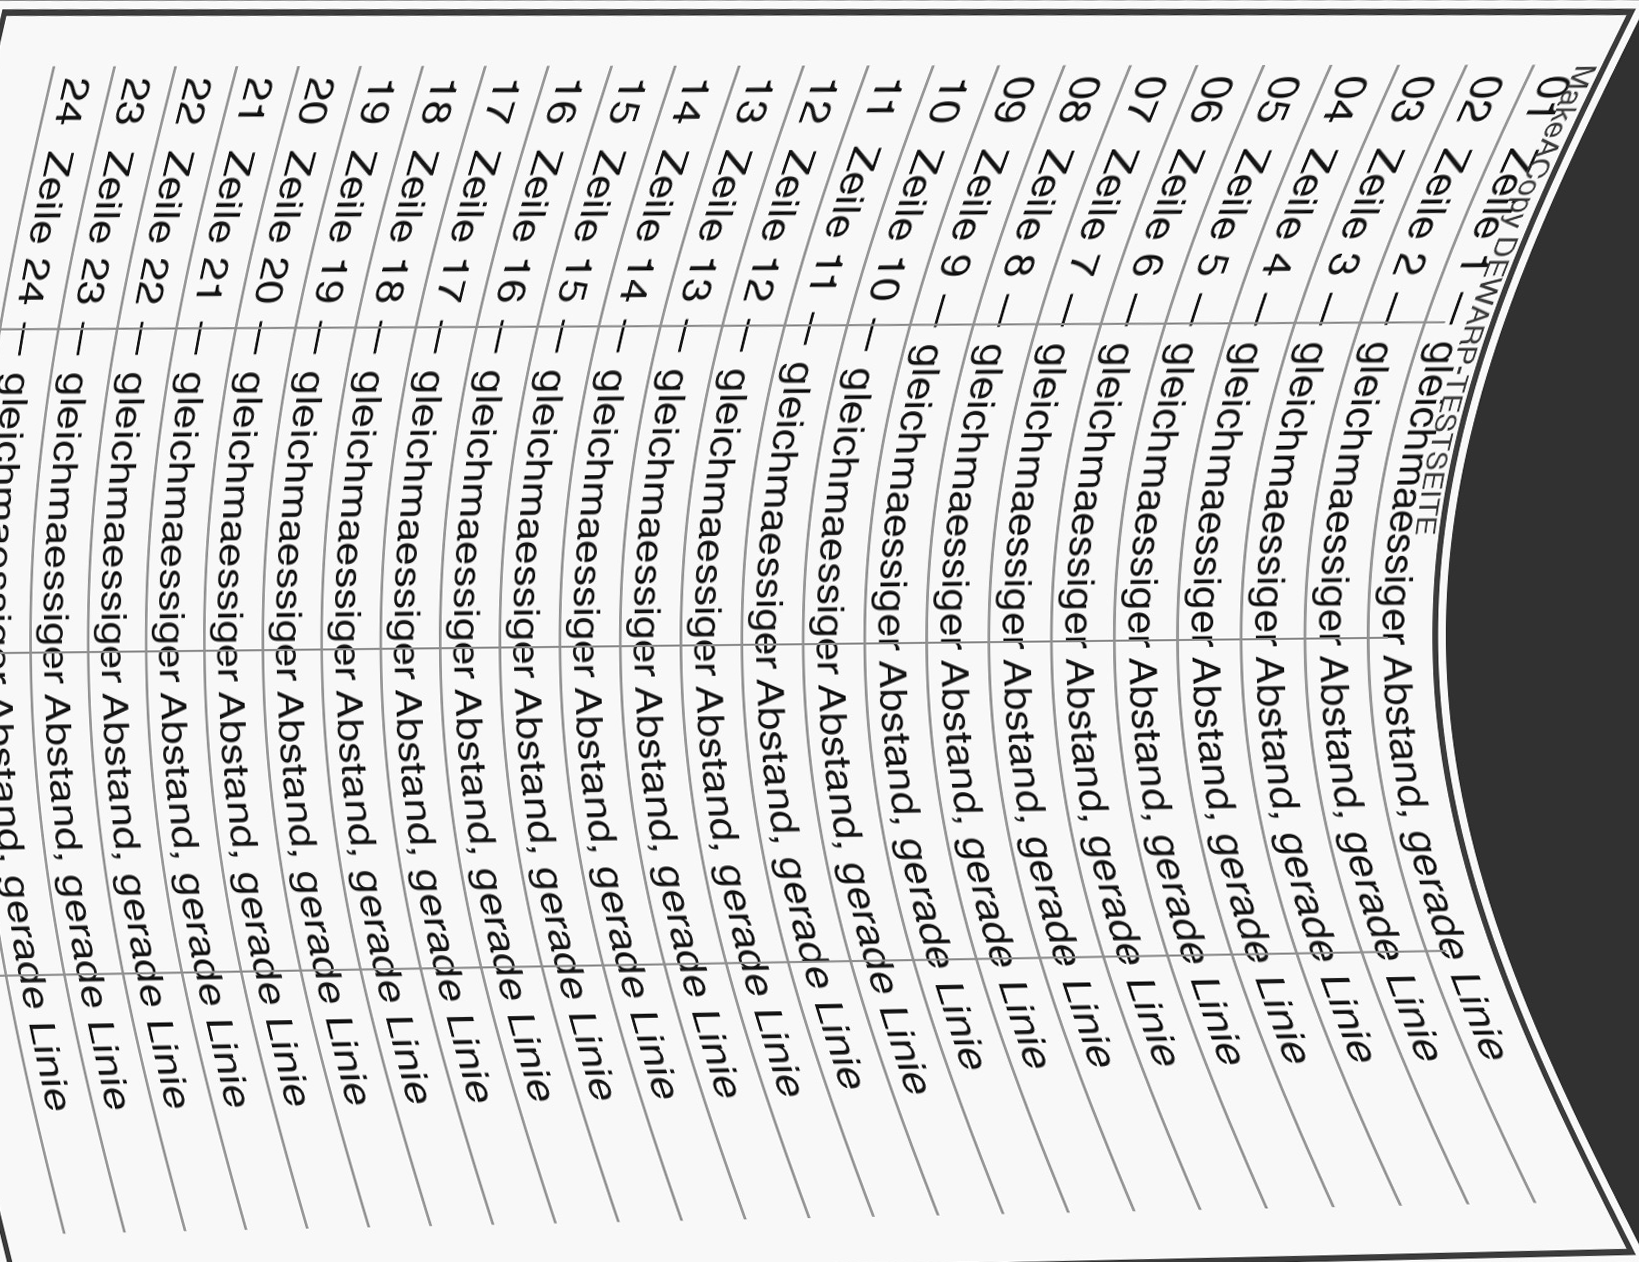 MakeACopy DEWARP-TESTSEITE
01 Zeile 1 — gleichmaessiger Abstand, gerade Linie
02 Zeile 2 — gleichmaessiger Abstand, gerade Linie
03 Zeile 3 — gleichmaessiger Abstand, gerade Linie
04 Zeile 4 — gleichmaessiger Abstand, gerade Linie
05 Zeile 5 — gleichmaessiger Abstand, gerade Linie
06 Zeile 6 — gleichmaessiger Abstand, gerade Linie
07 Zeile 7 — gleichmaessiger Abstand, gerade Linie
08 Zeile 8 — gleichmaessiger Abstand, gerade Linie
09 Zeile 9 — gleichmaessiger Abstand, gerade Linie
10 Zeile 10 — gleichmaessiger Abstand, gerade Linie
11 Zeile 11 — gleichmaessiger Abstand, gerade Linie
12 Zeile 12 — gleichmaessiger Abstand, gerade Linie
13 Zeile 13 — gleichmaessiger Abstand, gerade Linie
14 Zeile 14 — gleichmaessiger Abstand, gerade Linie
15 Zeile 15 — gleichmaessiger Abstand, gerade Linie
16 Zeile 16 — gleichmaessiger Abstand, gerade Linie
17 Zeile 17 — gleichmaessiger Abstand, gerade Linie
18 Zeile 18 — gleichmaessiger Abstand, gerade Linie
19 Zeile 19 — gleichmaessiger Abstand, gerade Linie
20 Zeile 20 — gleichmaessiger Abstand, gerade Linie
21 Zeile 21 — gleichmaessiger Abstand, gerade Linie
22 Zeile 22 — gleichmaessiger Abstand, gerade Linie
23 Zeile 23 — gleichmaessiger Abstand, gerade Linie
24 Zeile 24 — gleichmaessiger Abstand, gerade Linie